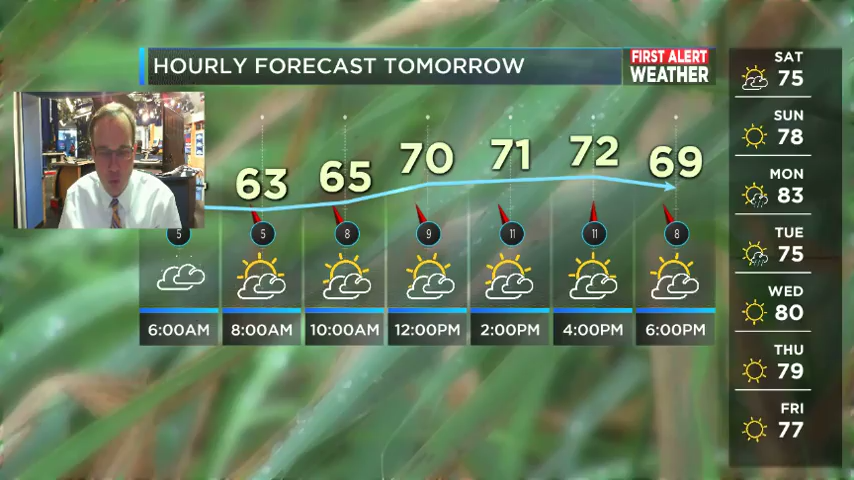 HOURLY FORECAST TOMORROW
FIRST ALERT
WEATHER
63 65 70 71 72 69
5 5 8 9 11 11 8
6:00AM 8:00AM 10:00AM 12:00PM 2:00PM 4:00PM 6:00PM
SAT
75
SUN
78
MON
83
TUE
75
WED
80
THU
79
FRI
77